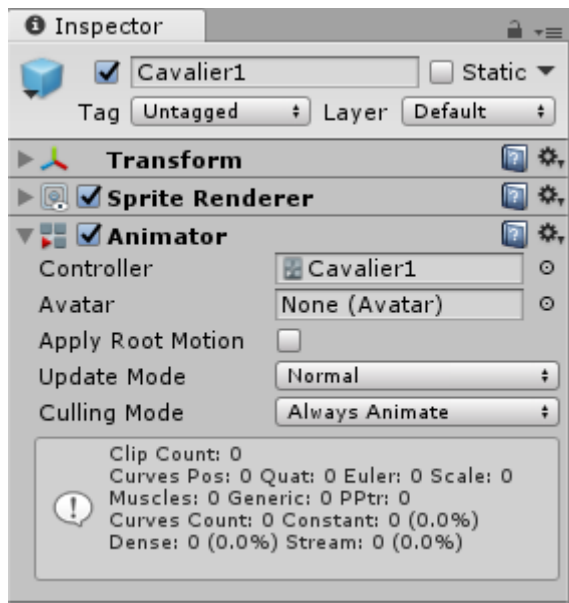 Inspector
Cavalier1 Static
Tag Untagged Layer Default
Transform
Sprite Renderer
Animator
Controller Cavalier1
Avatar None (Avatar)
Apply Root Motion
Update Mode Normal
Culling Mode Always Animate
Clip Count: 0
Curves Pos: 0 Quat: 0 Euler: 0 Scale: 0
Muscles: 0 Generic: 0 PPtr: 0
Curves Count: 0 Constant: 0 (0.0%)
Dense: 0 (0.0%) Stream: 0 (0.0%)